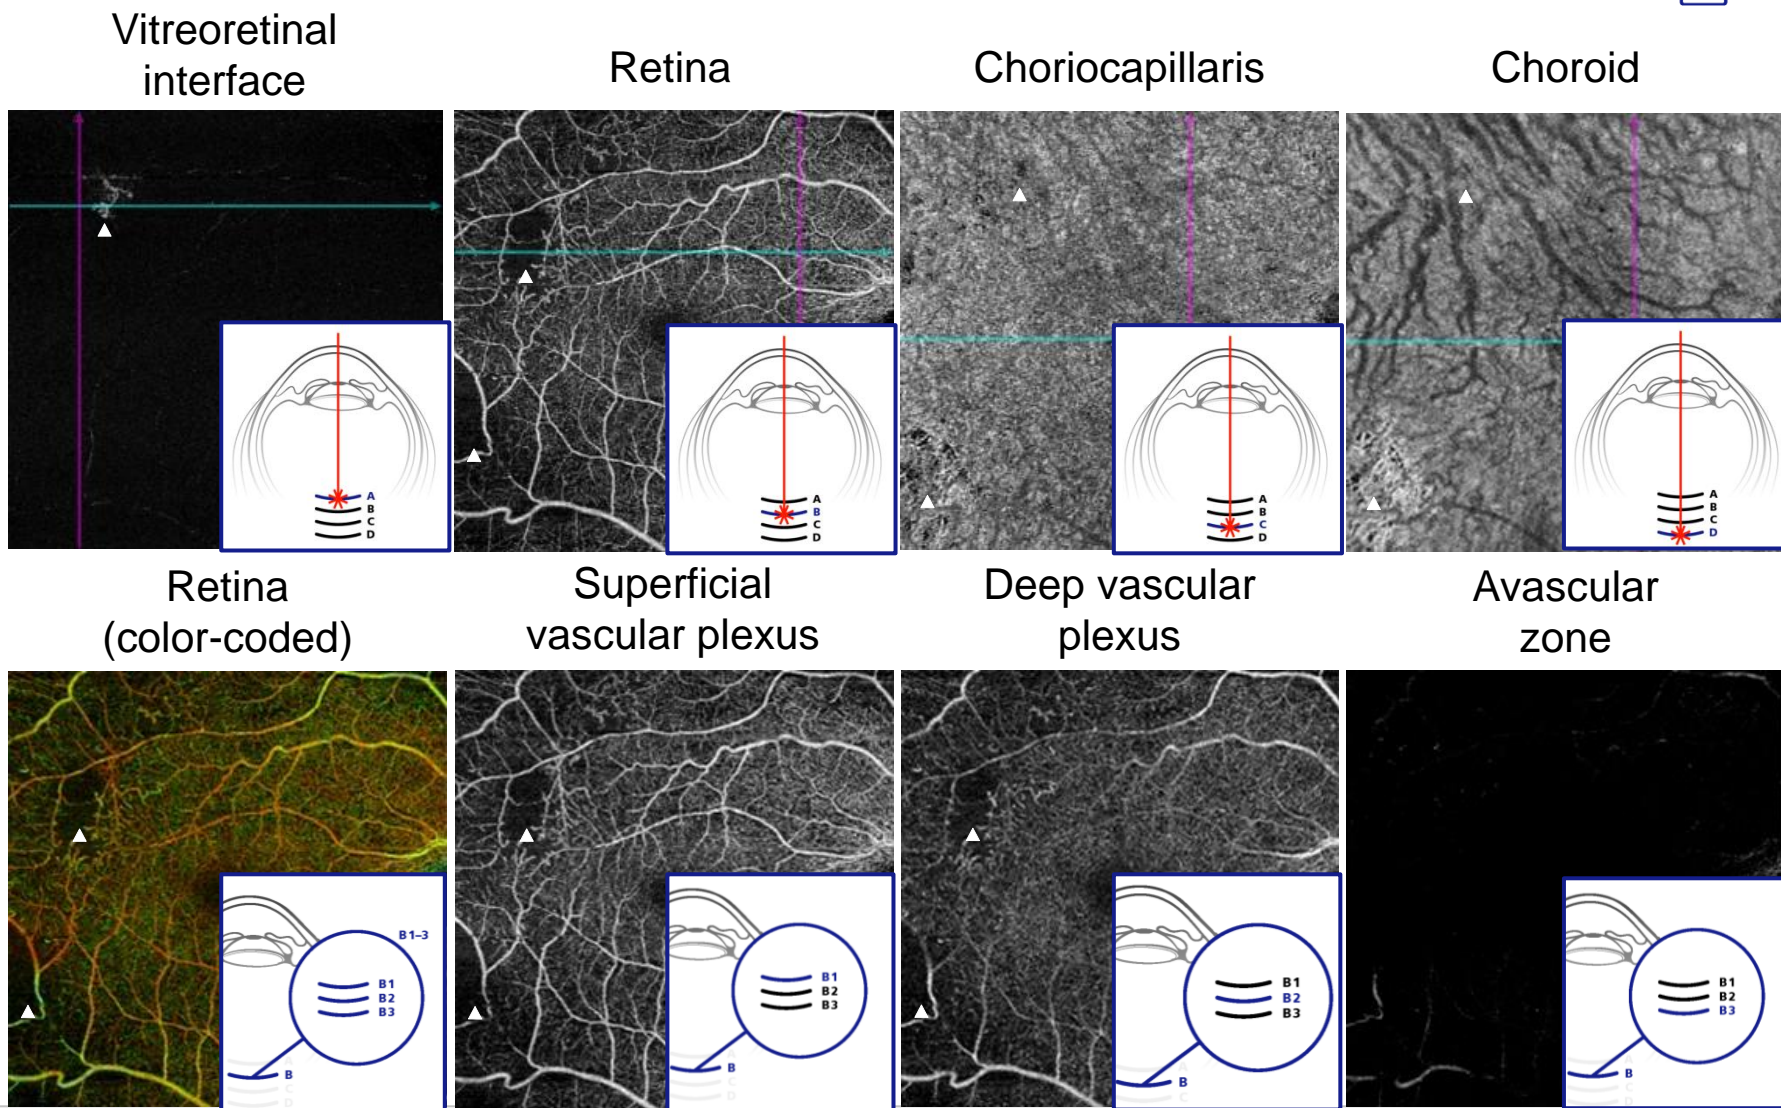 Vitreoretinal
interface
Retina
Choriocapillaris
Choroid
A
B
C
D
A
B
C
D
A
B
C
D
A
B
C
D
Retina
(color-coded)
Superficial
vascular plexus
Deep vascular
plexus
Avascular
zone
B1–3
B1
B2
B3
A
B
C
D
B1
B2
B3
A
B
C
D
B1
B2
B3
A
B
C
B1
B2
B3
A
B
C
D